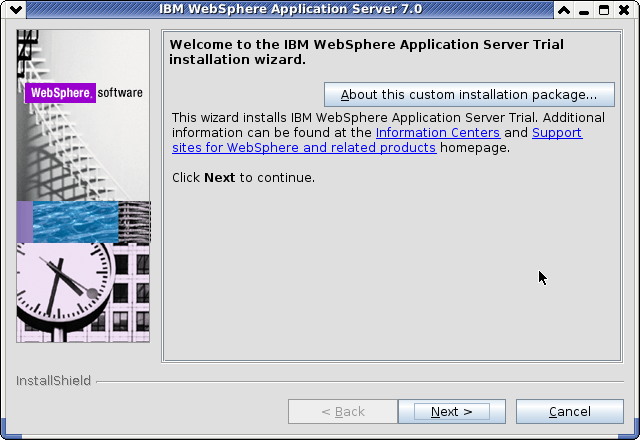 IBM WebSphere Application Server 7.0
WebSphere. software
Welcome to the IBM WebSphere Application Server Trial
installation wizard.
About this custom installation package...
This wizard installs IBM WebSphere Application Server Trial. Additional
information can be found at the Information Centers and Support
sites for WebSphere and related products homepage.
Click Next to continue.
InstallShield
< Back
Next >
Cancel